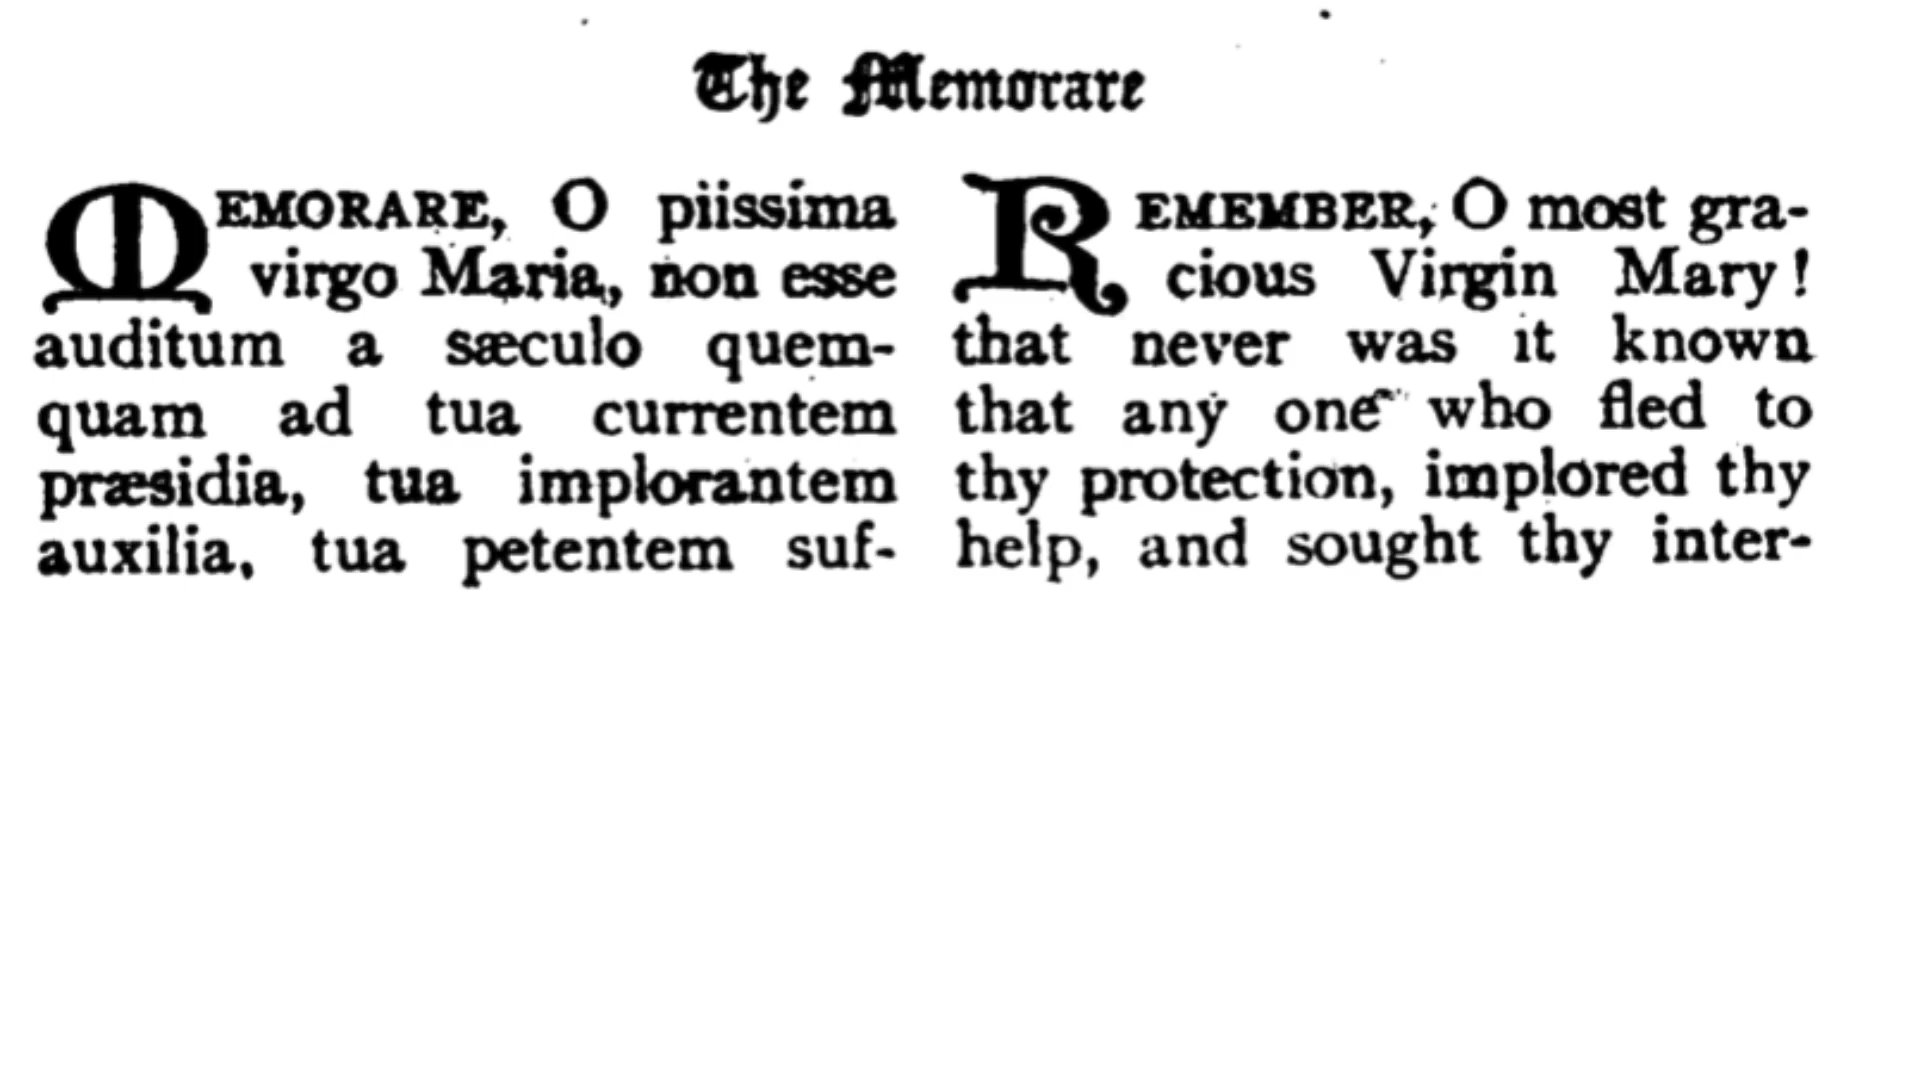 The Memorare
MEMORARE, O piissima
virgo Maria, non esse
auditum a sæculo quem-
quam ad tua currentem
præsidia, tua implorantem
auxilia, tua petentem suf-
REMEMBER, O most gra-
cious Virgin Mary!
that never was it known
that any one who fled to
thy protection, implored thy
help, and sought thy inter-